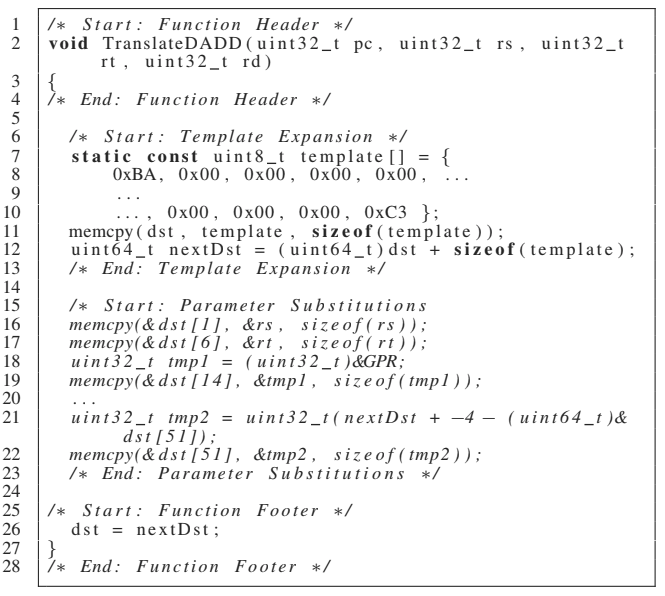 1 /* Start: Function Header */
2 void TranslateDADD(uint32_t pc, uint32_t rs, uint32_t
rt, uint32_t rd)
3 {
4 /* End: Function Header */
5
6 /* Start: Template Expansion */
7 static const uint8_t template[] = {
8 0xBA, 0x00, 0x00, 0x00, 0x00, ...
9 ...
10 ..., 0x00, 0x00, 0x00, 0xC3 };
11 memcpy(dst, template, sizeof(template));
12 uint64_t nextDst = (uint64_t)dst + sizeof(template);
13 /* End: Template Expansion */
14
15 /* Start: Parameter Substitutions
16 memcpy(&dst[1], &rs, sizeof(rs));
17 memcpy(&dst[6], &rt, sizeof(rt));
18 uint32_t tmp1 = (uint32_t)&GPR;
19 memcpy(&dst[14], &tmp1, sizeof(tmp1));
20 ...
21 uint32_t tmp2 = uint32_t(nextDst + −4 − (uint64_t)&
dst[51]);
22 memcpy(&dst[51], &tmp2, sizeof(tmp2));
23 /* End: Parameter Substitutions */
24
25 /* Start: Function Footer */
26 dst = nextDst;
27 }
28 /* End: Function Footer */